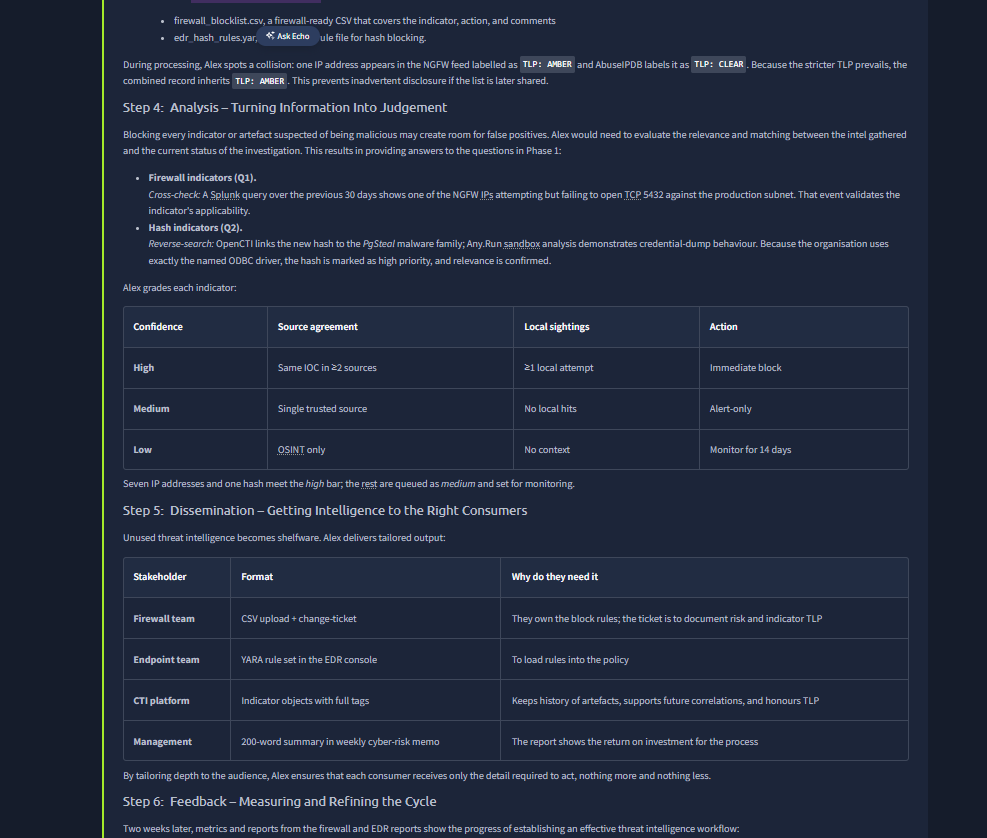 firewall_blocklist.csv, a firewall-ready CSV that covers the indicator, action, and comments
edr_hash_rules.yar, Ask Echo ule file for hash blocking.
During processing, Alex spots a collision: one IP address appears in the NGFW feed labelled as TLP: AMBER and AbuseIPDB labels it as TLP: CLEAR. Because the stricter TLP prevails, the
combined record inherits TLP: AMBER. This prevents inadvertent disclosure if the list is later shared.
Step 4: Analysis – Turning Information Into Judgement
Blocking every indicator or artefact suspected of being malicious may create room for false positives. Alex would need to evaluate the relevance and matching between the intel gathered
and the current status of the investigation. This results in providing answers to the questions in Phase 1:
Firewall indicators (Q1).
Cross-check: A Splunk query over the previous 30 days shows one of the NGFW IPs attempting but failing to open TCP 5432 against the production subnet. That event validates the
indicator's applicability.
Hash indicators (Q2).
Reverse-search: OpenCTI links the new hash to the PgSteal malware family; Any.Run sandbox analysis demonstrates credential-dump behaviour. Because the organisation uses
exactly the named ODBC driver, the hash is marked as high priority, and relevance is confirmed.
Alex grades each indicator:
Confidence Source agreement Local sightings Action
High Same IOC in ≥2 sources ≥1 local attempt Immediate block
Medium Single trusted source No local hits Alert-only
Low OSINT only No context Monitor for 14 days
Seven IP addresses and one hash meet the high bar; the rest are queued as medium and set for monitoring.
Step 5: Dissemination – Getting Intelligence to the Right Consumers
Unused threat intelligence becomes shelfware. Alex delivers tailored output:
Stakeholder Format Why do they need it
Firewall team CSV upload + change-ticket They own the block rules; the ticket is to document risk and indicator TLP
Endpoint team YARA rule set in the EDR console To load rules into the policy
CTI platform Indicator objects with full tags Keeps history of artefacts, supports future correlations, and honours TLP
Management 200-word summary in weekly cyber-risk memo The report shows the return on investment for the process
By tailoring depth to the audience, Alex ensures that each consumer receives only the detail required to act, nothing more and nothing less.
Step 6: Feedback – Measuring and Refining the Cycle
Two weeks later, metrics and reports from the firewall and EDR reports show the progress of establishing an effective threat intelligence workflow: